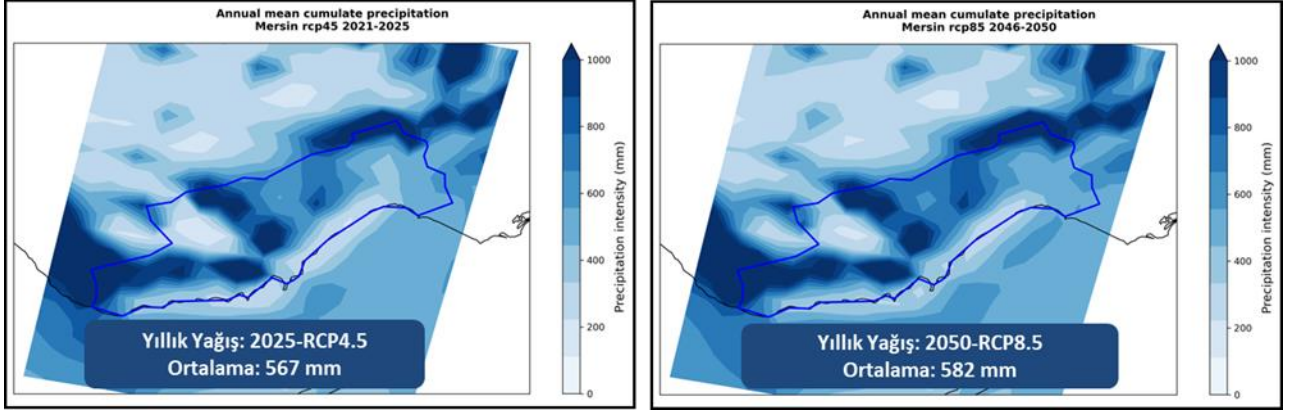 Annual mean cumulate precipitation
Mersin rcp45 2021-2025
1000
800
600
400
200
0
Precipitation intensity (mm)
Yıllık Yağış: 2025-RCP4.5
Ortalama: 567 mm
Annual mean cumulate precipitation
Mersin rcp85 2046-2050
1000
800
600
400
200
0
Precipitation intensity (mm)
Yıllık Yağış: 2050-RCP8.5
Ortalama: 582 mm